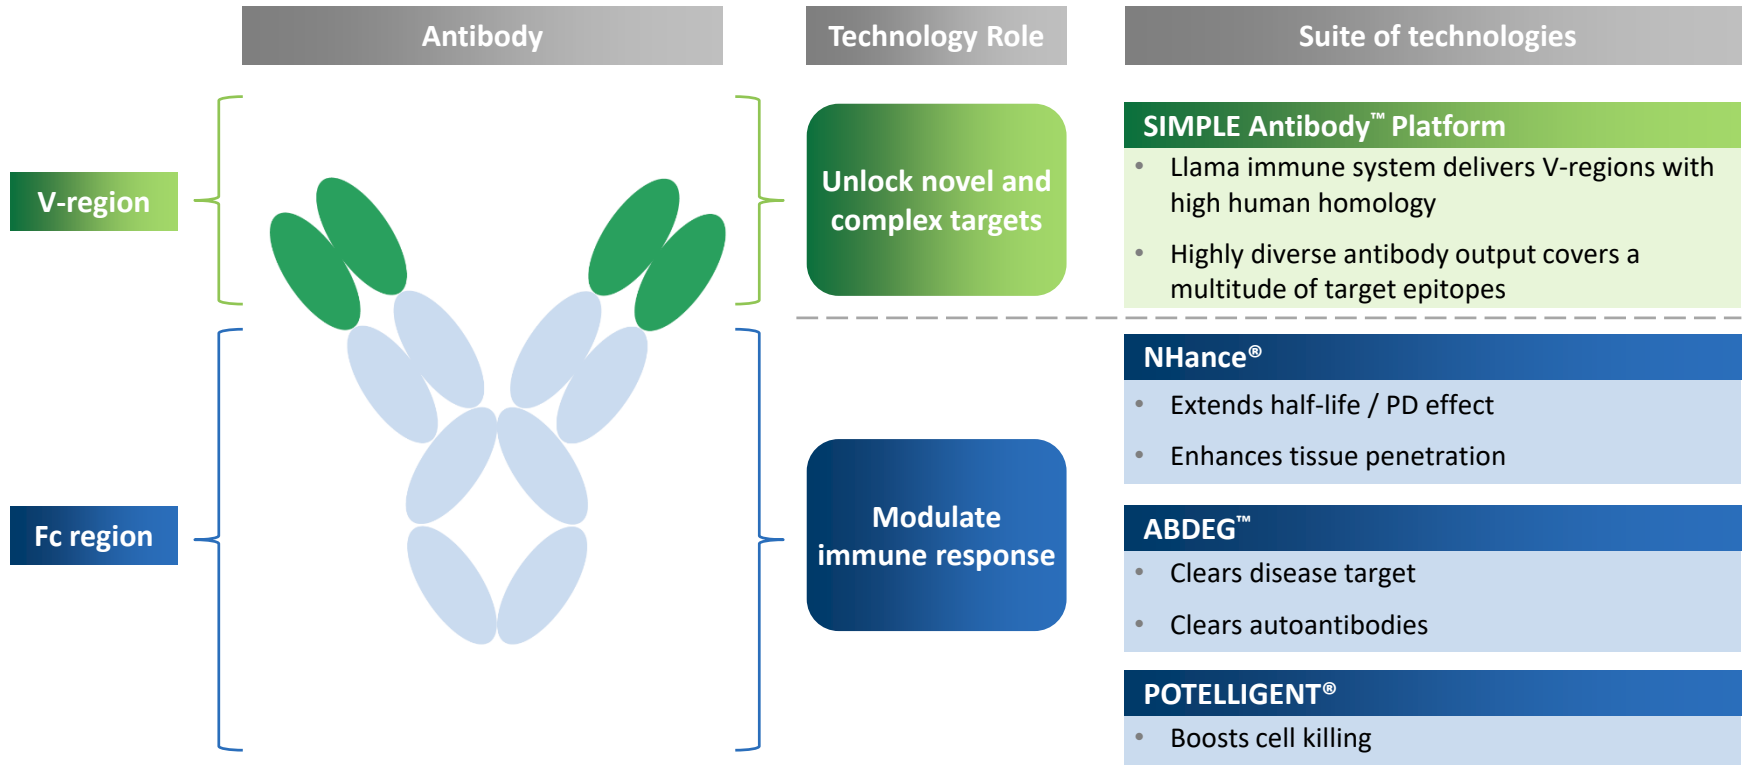 Antibody
Technology Role
Suite of technologies
V-region
Unlock novel and
complex targets
SIMPLE Antibody™ Platform
• Llama immune system delivers V-regions with
high human homology
• Highly diverse antibody output covers a
multitude of target epitopes
Fc region
Modulate
immune response
NHance®
• Extends half-life / PD effect
• Enhances tissue penetration
ABDEG™
• Clears disease target
• Clears autoantibodies
POTELLIGENT®
• Boosts cell killing